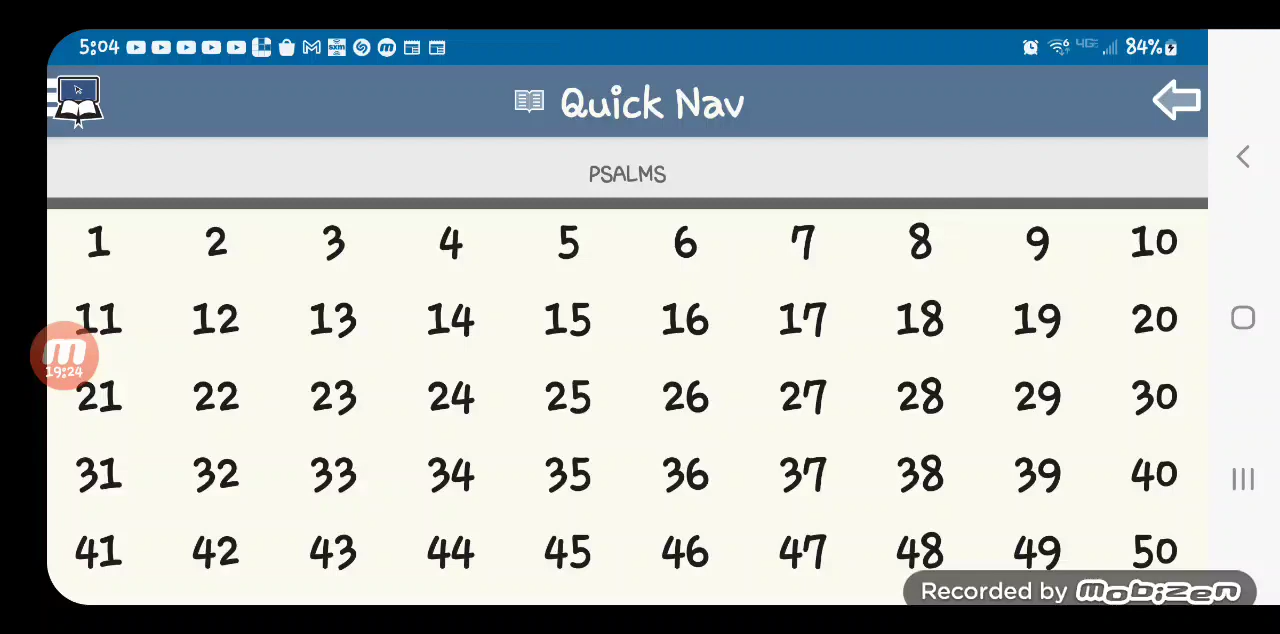 5:04 sxm 6 4GE 84%
Quick Nav
PSALMS
1 2 3 4 5 6 7 8 9 10
11 12 13 14 15 16 17 18 19 20
19:24
21 22 23 24 25 26 27 28 29 30
31 32 33 34 35 36 37 38 39 40
41 42 43 44 45 46 47 48 49 50
Recorded by mobizen